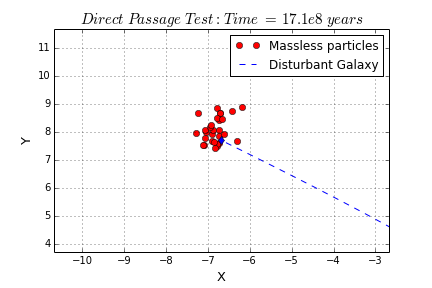 Direct Passage Test: Time = 17.1e8 years
Massless particles
Disturbant Galaxy
11
10
9
8
7
6
5
4
Y
−10 −9 −8 −7 −6 −5 −4 −3
X